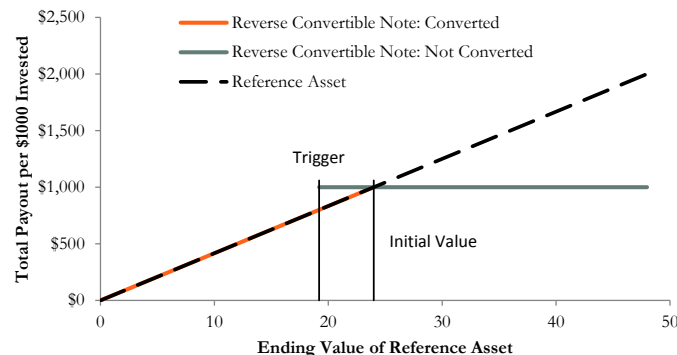 $2,500
$2,000
$1,500
$1,000
$500
$0
Total Payout per $1000 Invested
Reverse Convertible Note: Converted
Reverse Convertible Note: Not Converted
Reference Asset
Trigger
Initial Value
0 10 20 30 40 50
Ending Value of Reference Asset